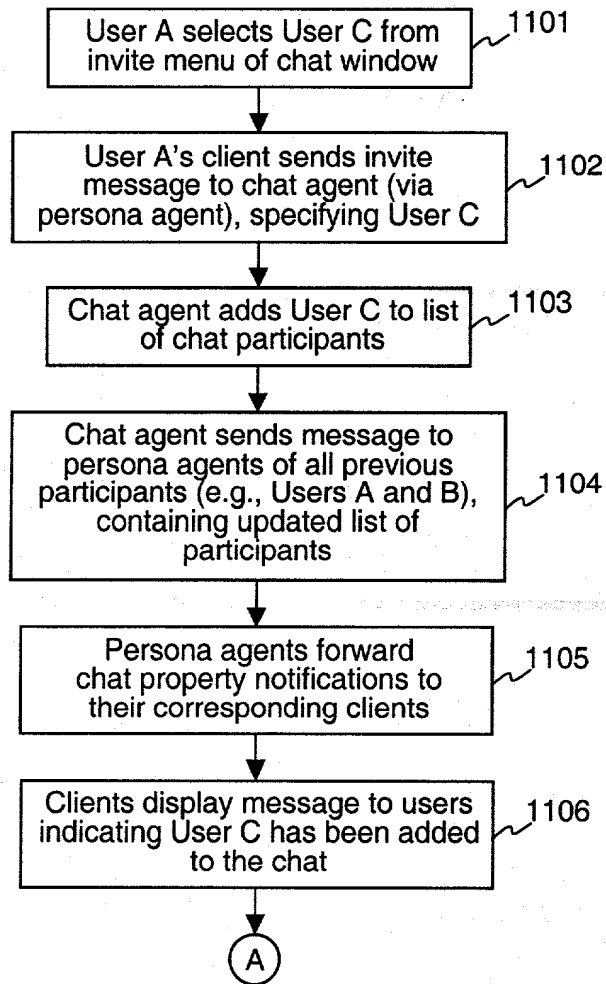 User A selects User C from
invite menu of chat window
1101
User A's client sends invite
message to chat agent (via
persona agent), specifying User C
1102
Chat agent adds User C to list
of chat participants
1103
Chat agent sends message to
persona agents of all previous
participants (e.g., Users A and B),
containing updated list of
participants
1104
Persona agents forward
chat property notifications to
their corresponding clients
1105
Clients display message to users
indicating User C has been added
to the chat
1106
A